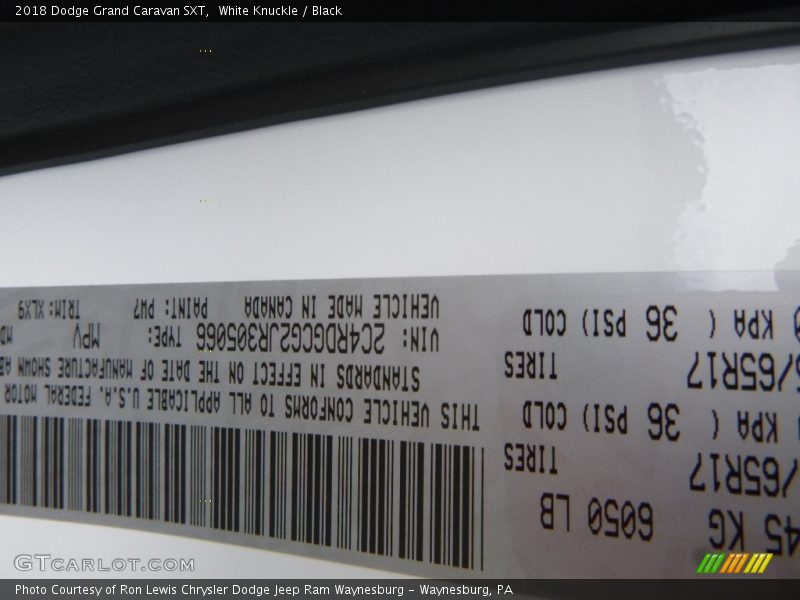 2018 Dodge Grand Caravan SXT,  White Knuckle / Black
45 KG 6050 LB
/65R17 TIRES
KPA ( 36 PSI) COLD
/65R17 TIRES
KPA ( 36 PSI) COLD
THIS VEHICLE CONFORMS TO ALL APPLICABLE U.S.A. FEDERAL MOTOR
STANDARDS IN EFFECT ON THE DATE OF MANUFACTURE SHOWN AB
VIN: 2C4RDGCG2JR305066 TYPE: MPV MD
VEHICLE MADE IN CANADA PAINT: PW7 TRIM: XLX9
GTCARLOT.COM
Photo Courtesy of Ron Lewis Chrysler Dodge Jeep Ram Waynesburg - Waynesburg, PA